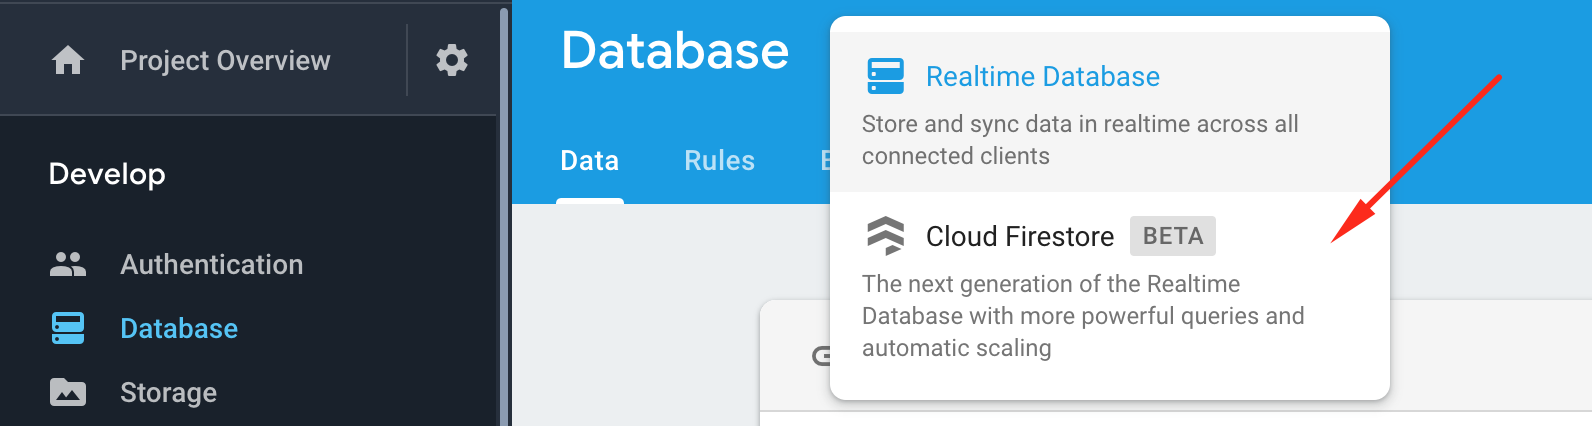 Project Overview
Develop
Authentication
Database
Storage
Database
Data
Rules
Realtime Database
Store and sync data in realtime across all
connected clients
Cloud Firestore BETA
The next generation of the Realtime
Database with more powerful queries and
automatic scaling